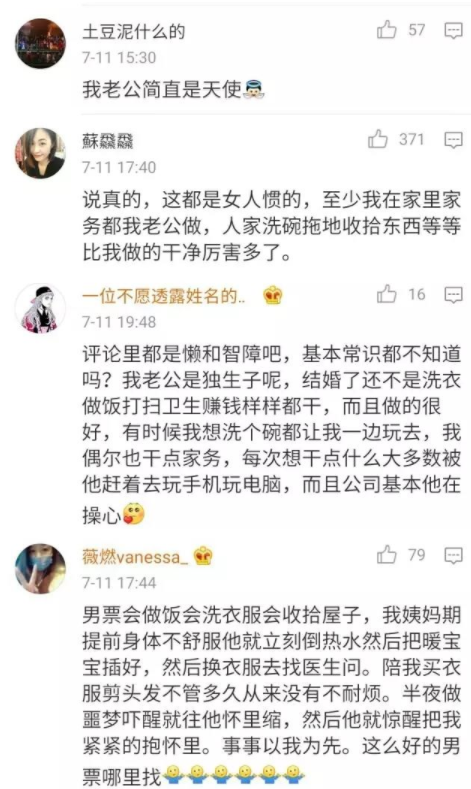 土豆泥什么的
57
7-11 15:30
我老公简直是天使
蘇飝飝
371
7-11 17:40
说真的，这都是女人惯的，至少我在家里家
务都我老公做，人家洗碗拖地收拾东西等等
比我做的干净厉害多了。
一位不愿透露姓名的..
16
7-11 19:48
评论里都是懒和智障吧，基本常识都不知道
吗？我老公是独生子呢，结婚了还不是洗衣
做饭打扫卫生赚钱样样都干，而且做的很
好，有时候我想洗个碗都让我一边玩去，我
偶尔也干点家务，每次想干点什么大多数被
他赶着去玩手机玩电脑，而且公司基本他在
操心
薇燃vanessa_
79
7-11 17:44
男票会做饭会洗衣服会收拾屋子，我姨妈期
提前身体不舒服他就立刻倒热水然后把暖宝
宝插好，然后换衣服去找医生问。陪我买衣
服剪头发不管多久从来没有不耐烦。半夜做
噩梦吓醒就往他怀里缩，然后他就惊醒把我
紧紧的抱怀里。事事以我为先。这么好的男
票哪里找